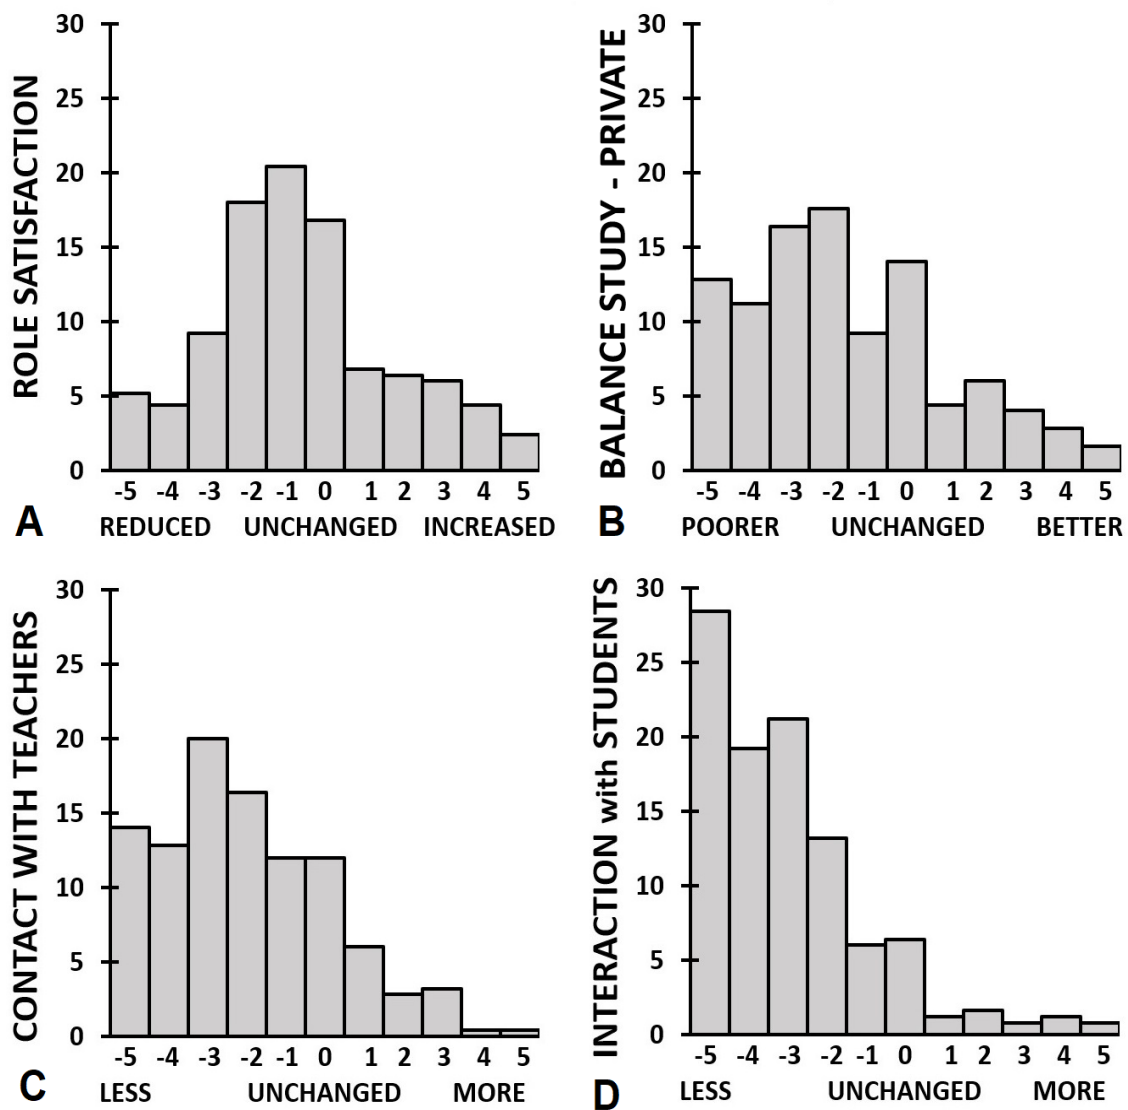 ROLE SATISFACTION
30
25
20
15
10
5
0
-5 -4 -3 -2 -1 0 1 2 3 4 5
A REDUCED UNCHANGED INCREASED
BALANCE STUDY - PRIVATE
30
25
20
15
10
5
0
-5 -4 -3 -2 -1 0 1 2 3 4 5
B POORER UNCHANGED BETTER
CONTACT WITH TEACHERS
30
25
20
15
10
5
0
-5 -4 -3 -2 -1 0 1 2 3 4 5
C LESS UNCHANGED MORE
INTERACTION with STUDENTS
30
25
20
15
10
5
0
-5 -4 -3 -2 -1 0 1 2 3 4 5
D LESS UNCHANGED MORE